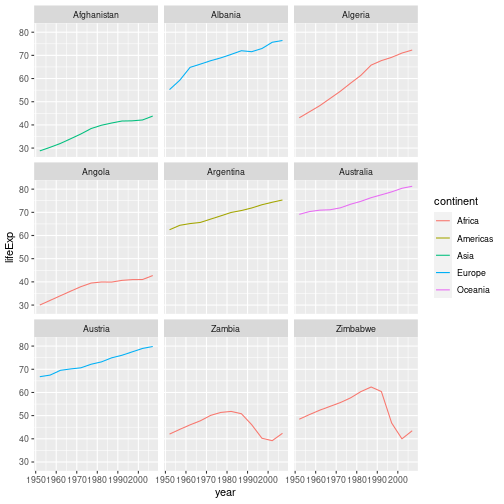 Afghanistan Albania Algeria
80
70
60
50
40
30
Angola Argentina Australia
80
70
60
50
40
30
lifeExp
continent
Africa
Americas
Asia
Europe
Oceania
Austria Zambia Zimbabwe
80
70
60
50
40
30
1950 1960 1970 1980 1990 2000 1950 1960 1970 1980 1990 2000 1950 1960 1970 1980 1990 2000
year